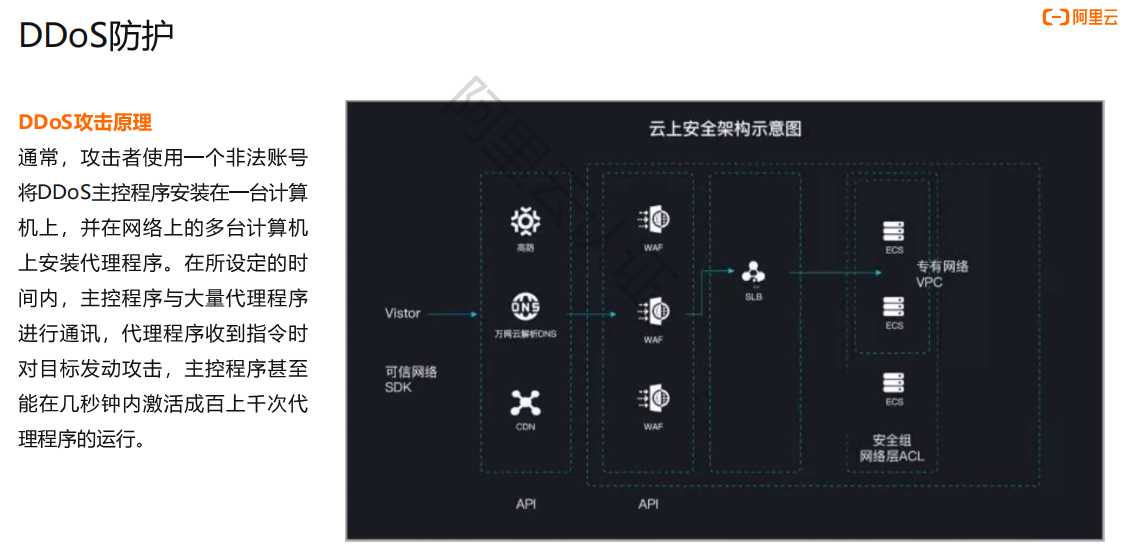 DDoS防护
阿里云
DDoS攻击原理
通常，攻击者使用一个非法账号
将DDoS主控程序安装在一台计算
机上，并在网络上的多台计算机
上安装代理程序。在所设定的时
间内，主控程序与大量代理程序
进行通讯，代理程序收到指令时
对目标发动攻击，主控程序甚至
能在几秒钟内激活成百上千次代
理程序的运行。
阿里云认证
云上安全架构示意图
Vistor
可信网络
SDK
高防
DNS
万网云解析DNS
CDN
API
WAF
WAF
WAF
API
SLB
ECS
专有网络
VPC
ECS
ECS
安全组
网络层ACL